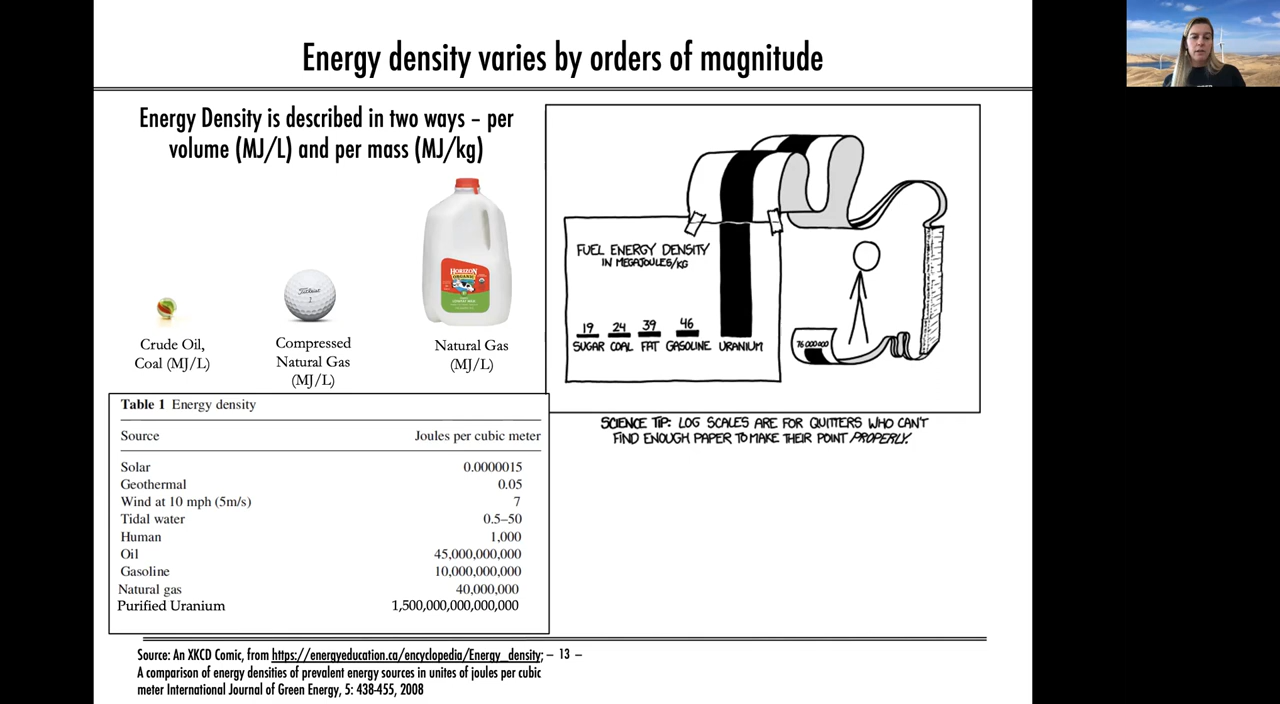 Energy density varies by orders of magnitude
Energy Density is described in two ways – per
volume (MJ/L) and per mass (MJ/kg)
HORIZON
ORGANIC
Titleist
1
Crude Oil,
Coal (MJ/L)
Compressed
Natural Gas
(MJ/L)
Natural Gas
(MJ/L)
FUEL ENERGY DENSITY
IN MEGAJOULES/KG
19 24 39 46
SUGAR COAL FAT GASOLINE URANIUM
76 000 000
SCIENCE TIP: LOG SCALES ARE FOR QUITTERS WHO CAN'T
FIND ENOUGH PAPER TO MAKE THEIR POINT PROPERLY.
Table 1 Energy density
Source Joules per cubic meter
Solar 0.0000015
Geothermal 0.05
Wind at 10 mph (5m/s) 7
Tidal water 0.5–50
Human 1,000
Oil 45,000,000,000
Gasoline 10,000,000,000
Natural gas 40,000,000
Purified Uranium 1,500,000,000,000,000
Source: An XKCD Comic, from https://energyeducation.ca/encyclopedia/Energy_density; – 13 –
A comparison of energy densities of prevalent energy sources in unites of joules per cubic
meter International Journal of Green Energy, 5: 438-455, 2008